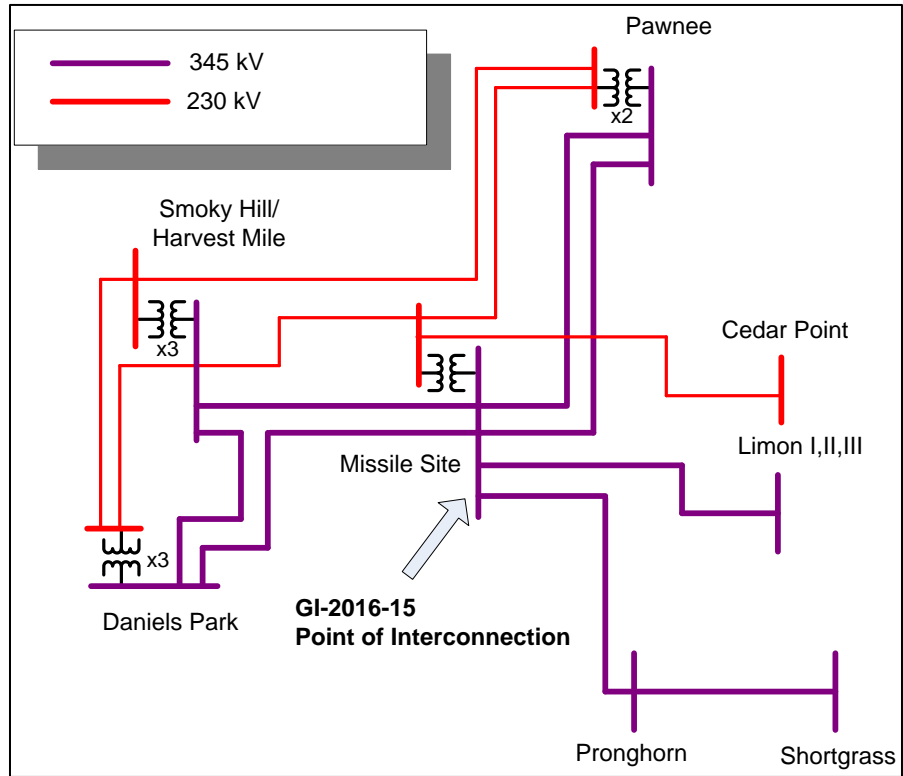 Pawnee
345 kV
230 kV
x2
Smoky Hill/
Harvest Mile
x3
Cedar Point
Limon I,II,III
Missile Site
x3
Daniels Park
GI-2016-15
Point of Interconnection
Pronghorn
Shortgrass